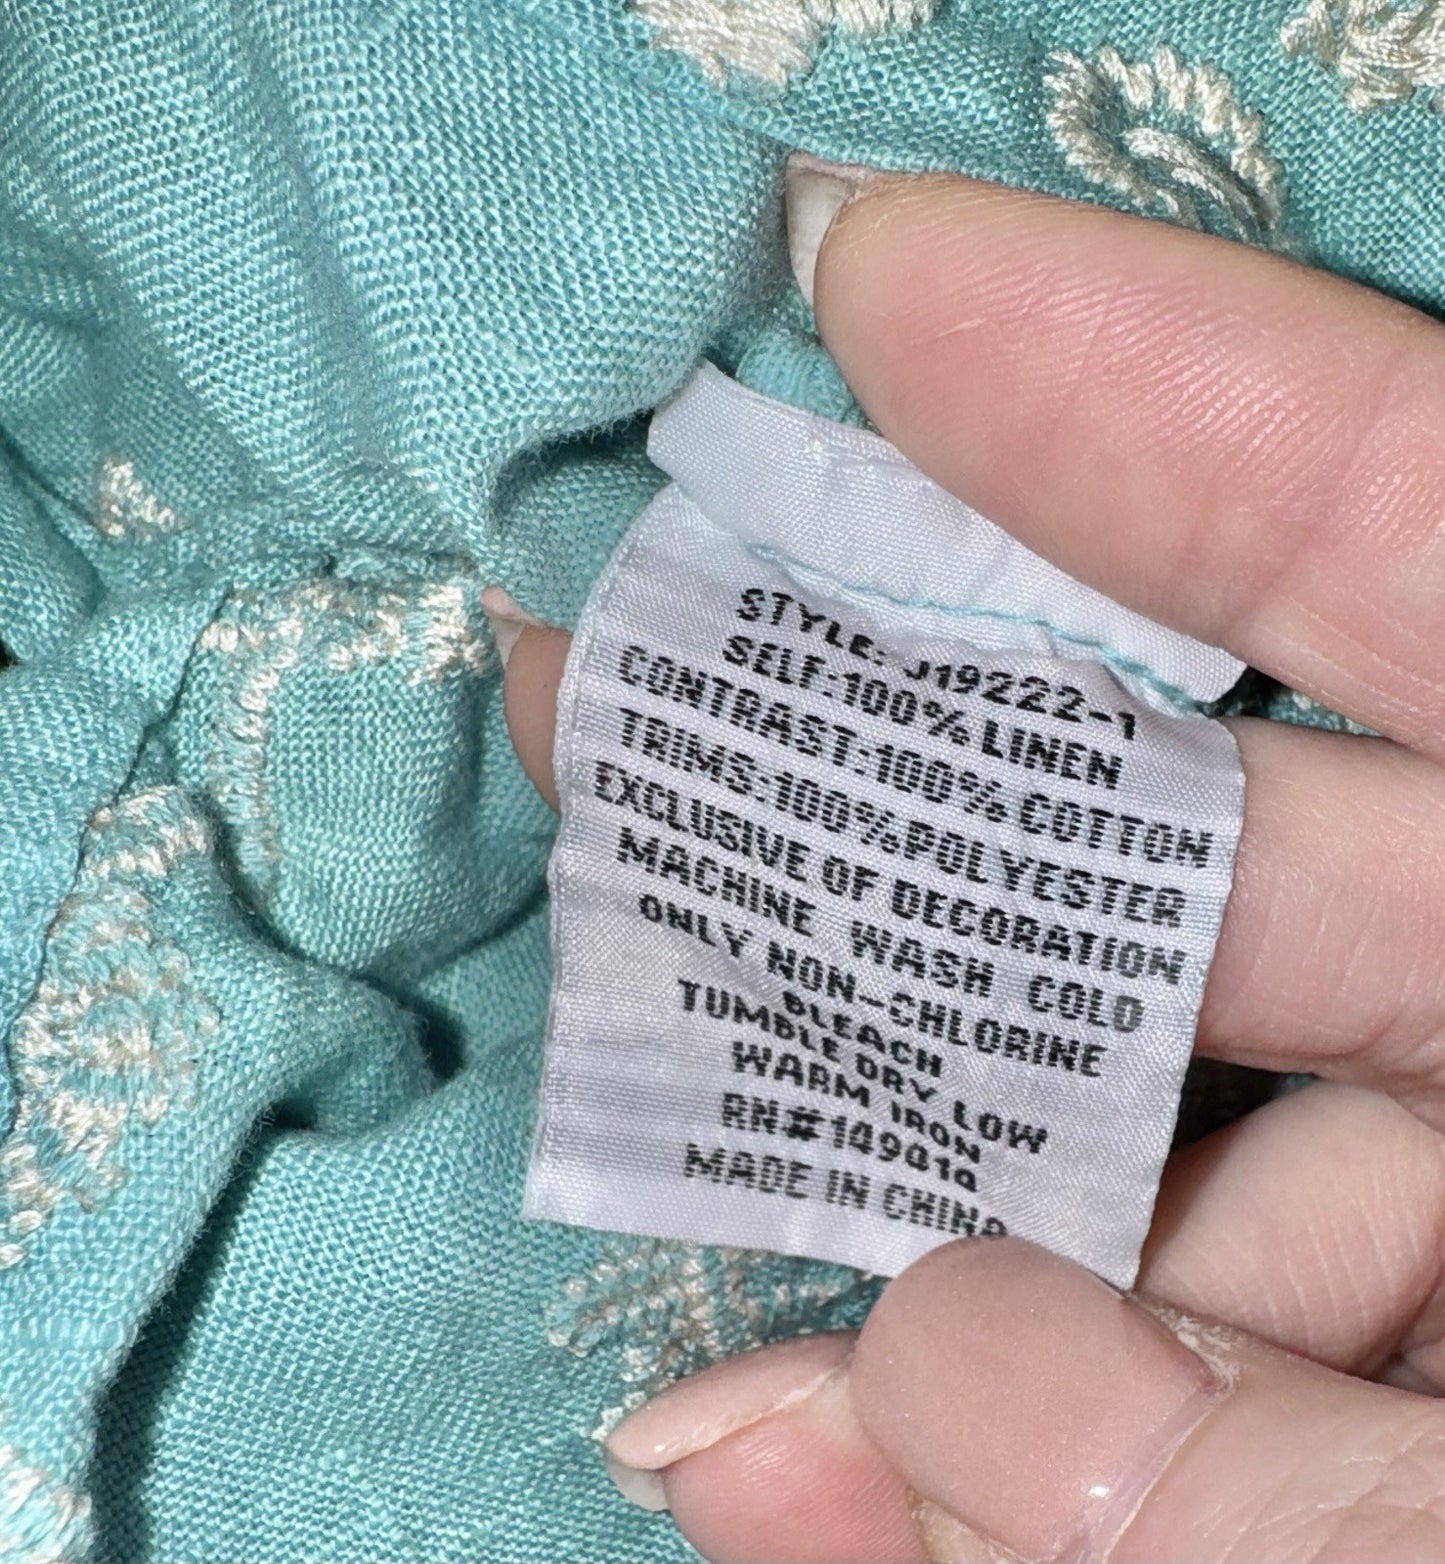 STYLE: J19222-1
SELF:100% LINEN
CONTRAST:100% COTTON
TRIMS:100%POLYESTER
EXCLUSIVE OF DECORATION
MACHINE WASH COLD
ONLY NON-CHLORINE
BLEACH
TUMBLE DRY LOW
WARM IRON
RN#149010
MADE IN CHINA